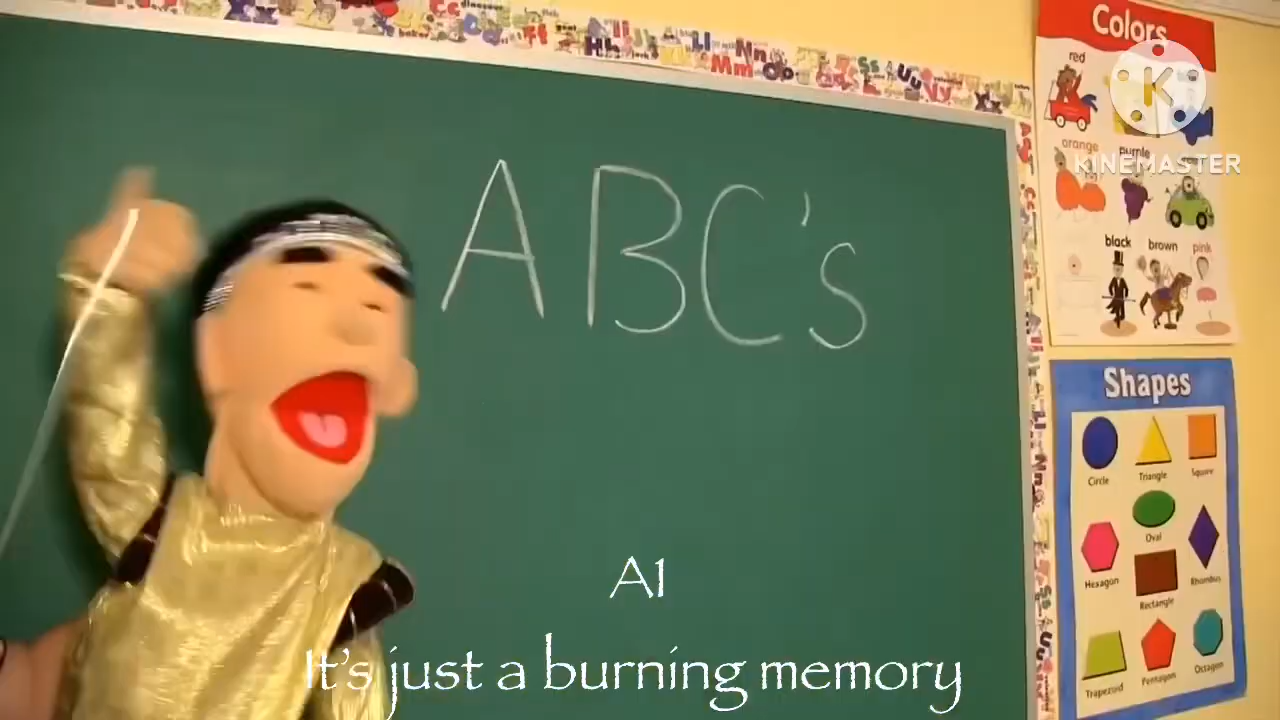 Colors
red
K
KINEMASTER
orange
purple
ABC's
black
brown
pink
Shapes
Circle
Triangle
Square
Oval
Hexagon
Rhombus
Rectangle
A1
It's just a burning memory
Trapezoid
Pentagon
Octagon